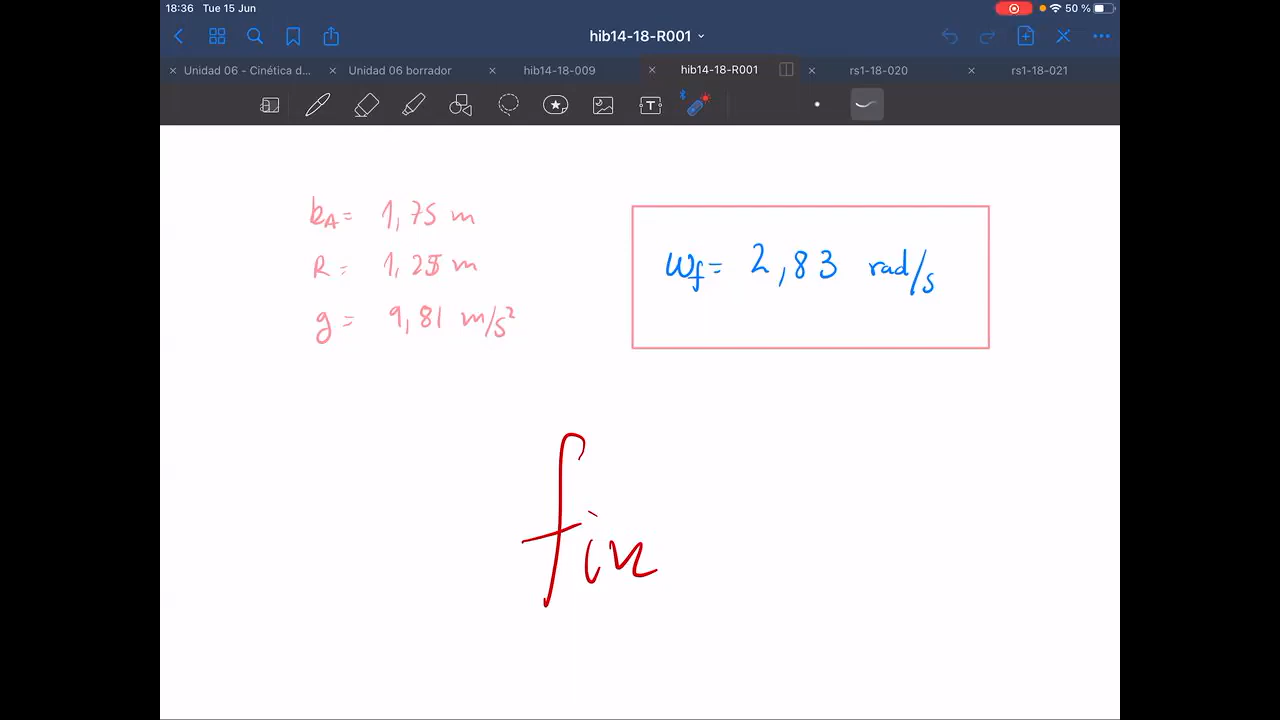 18:36 Tue 15 Jun
50 %
hib14-18-R001
Unidad 06 - Cinética d...
Unidad 06 borrador
hib14-18-009
hib14-18-R001
rs1-18-020
rs1-18-021
T
k_A = 1,75 m
R = 1,25 m
g = 9,81 m/s²
ω_f = 2,83 rad/s
fin